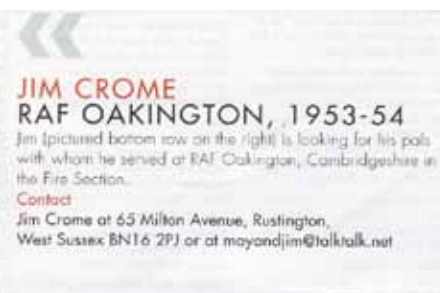 JIM CROME
RAF OAKINGTON, 1953-54
Jim (pictured bottom row on the right) is looking for his pals
with whom he served at RAF Oakington, Cambridgeshire in
the Fire Section.
Contact
Jim Crome at 65 Milton Avenue, Rustington,
West Sussex BN16 2PJ or at mayandjim@talktalk.net